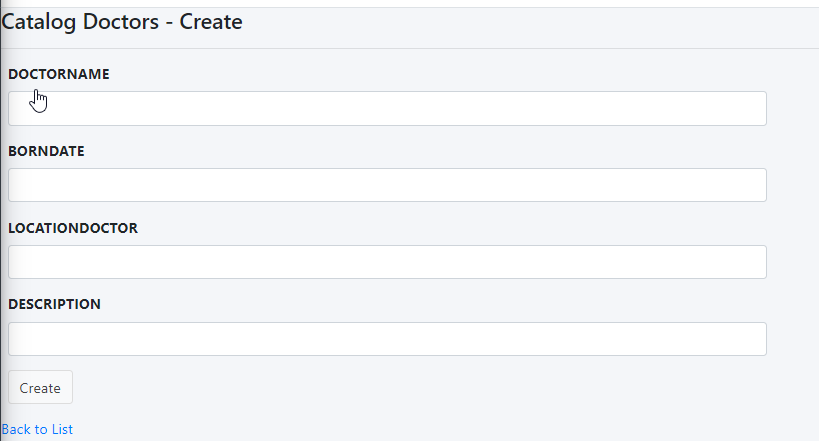 Catalog Doctors - Create
DOCTORNAME
BORNDATE
LOCATIONDOCTOR
DESCRIPTION
Create
Back to List